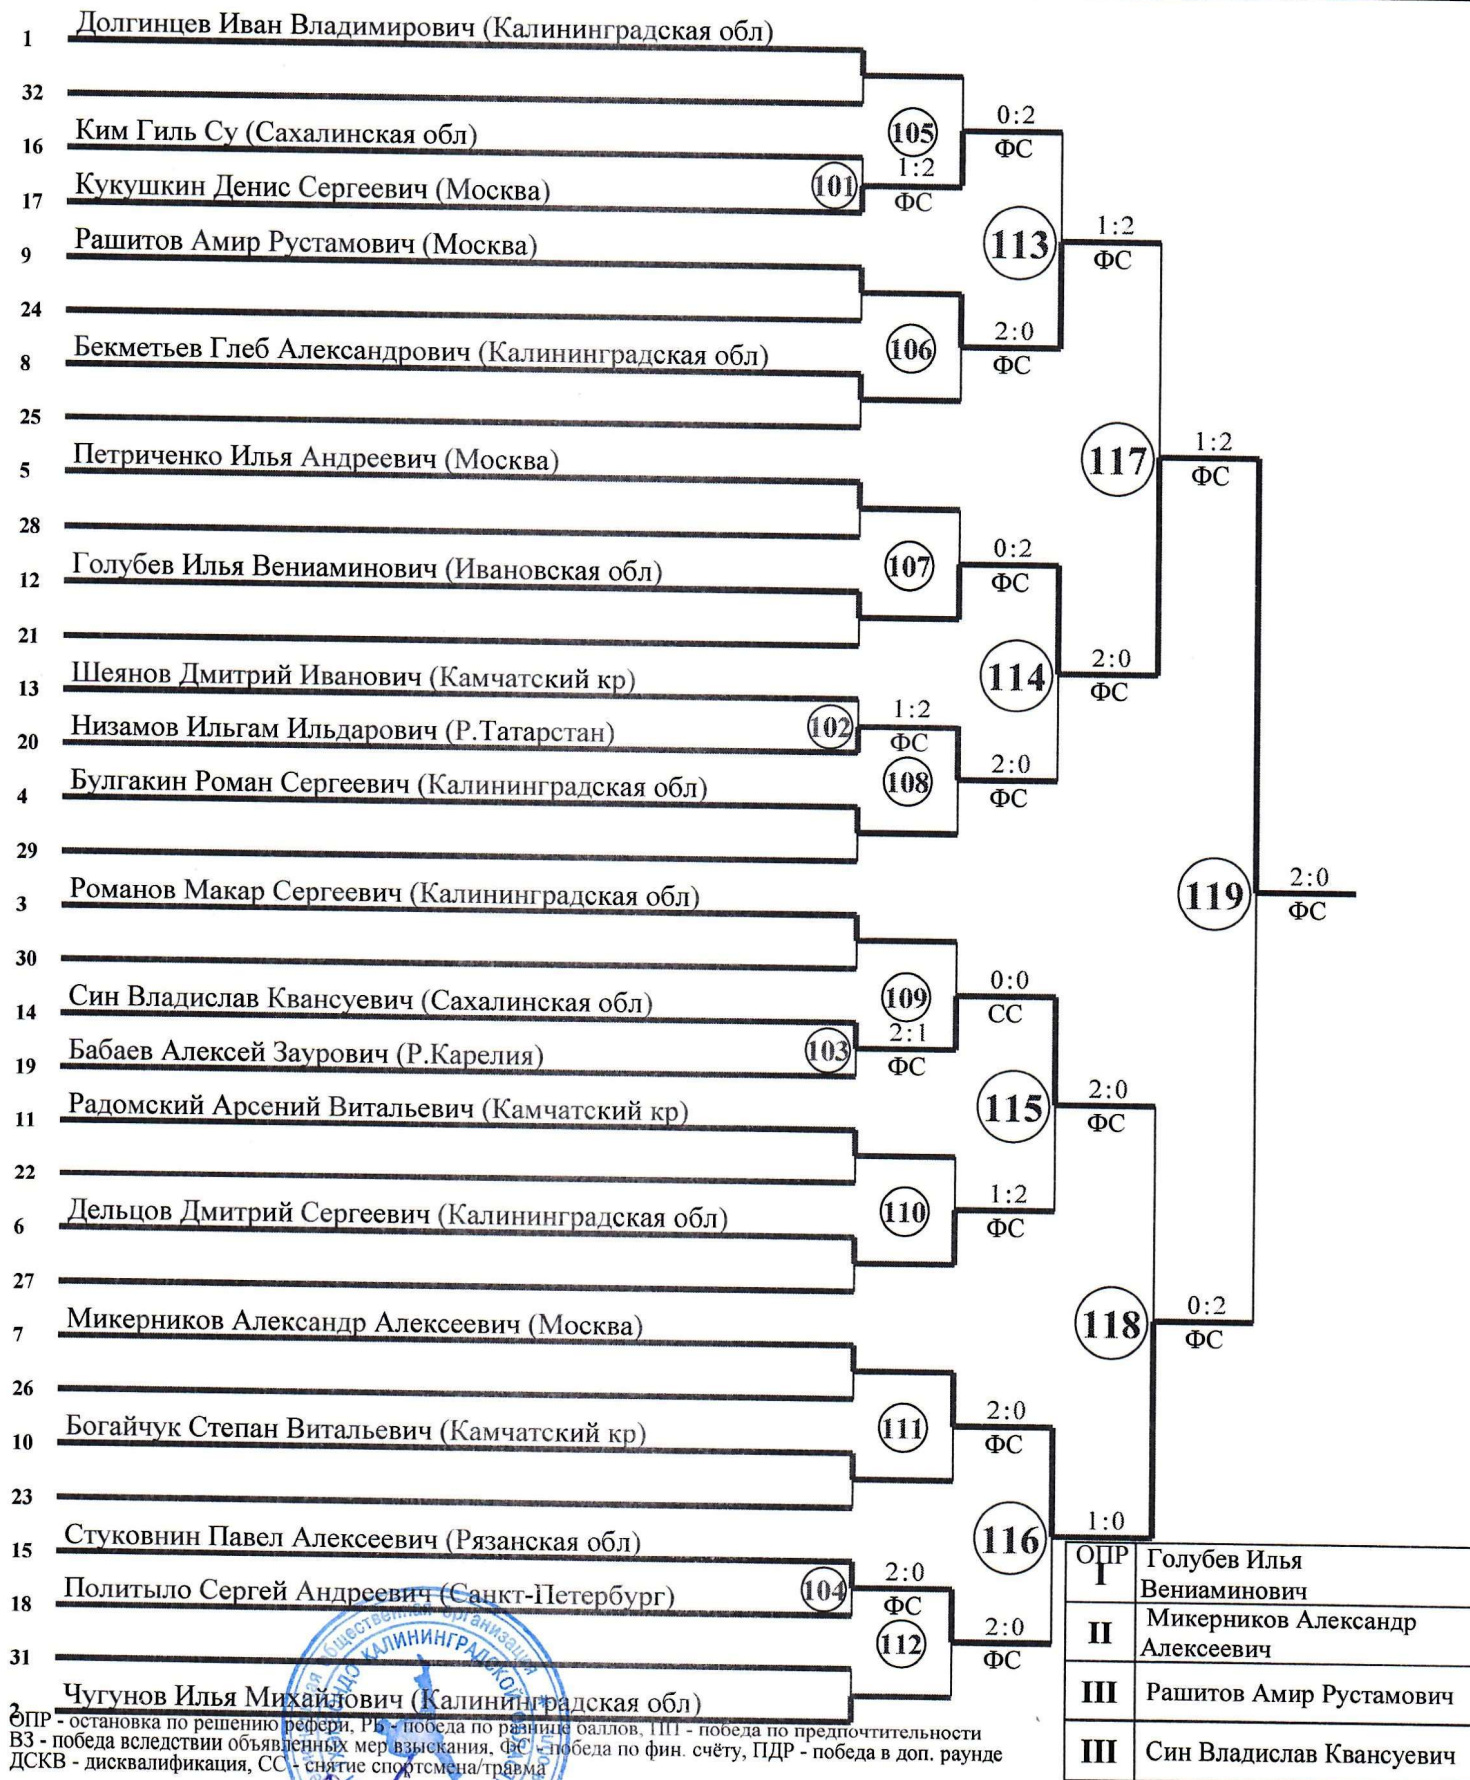 1 Долгинцев Иван Владимирович (Калининградская обл)
32
16 Ким Гиль Су (Сахалинская обл)
105
0:2
ФС
17 Кукушкин Денис Сергеевич (Москва)
101
1:2
ФС
9 Рашитов Амир Рустамович (Москва)
113
1:2
ФС
24
8 Бекметьев Глеб Александрович (Калининградская обл)
106
2:0
ФС
25
5 Петриченко Илья Андреевич (Москва)
117
1:2
ФС
28
12 Голубев Илья Вениаминович (Ивановская обл)
107
0:2
ФС
21
13 Шеянов Дмитрий Иванович (Камчатский кр)
114
2:0
ФС
20 Низамов Ильгам Ильдарович (Р.Татарстан)
102
1:2
ФС
4 Булгакин Роман Сергеевич (Калининградская обл)
108
2:0
ФС
29
3 Романов Макар Сергеевич (Калининградская обл)
119
2:0
ФС
30
14 Син Владислав Квансуевич (Сахалинская обл)
109
0:0
СС
19 Бабаев Алексей Заурович (Р.Карелия)
103
2:1
ФС
11 Радомский Арсений Витальевич (Камчатский кр)
115
2:0
ФС
22
6 Дельцов Дмитрий Сергеевич (Калининградская обл)
110
1:2
ФС
27
7 Микерников Александр Алексеевич (Москва)
118
0:2
ФС
26
10 Богайчук Степан Витальевич (Камчатский кр)
111
2:0
ФС
23
15 Стуковнин Павел Алексеевич (Рязанская обл)
116
1:0
ОПР
18 Политыло Сергей Андреевич (Санкт-Петербург)
104
2:0
ФС
31
112
2:0
ФС
2 Чугунов Илья Михайлович (Калининградская обл)
I Голубев Илья
Вениаминович
II Микерников Александр
Алексеевич
III Рашитов Амир Рустамович
III Син Владислав Квансуевич
ОПР - остановка по решению рефери, РБ - победа по разнице баллов, ПП - победа по предпочтительности
ВЗ - победа вследствии объявленных мер взыскания, ФС - победа по фин. счёту, ПДР - победа в доп. раунде
ДСКВ - дисквалификация, СС - снятие спортсмена/травма
общественная организация
КАЛИНИНГРАДСКОЙ